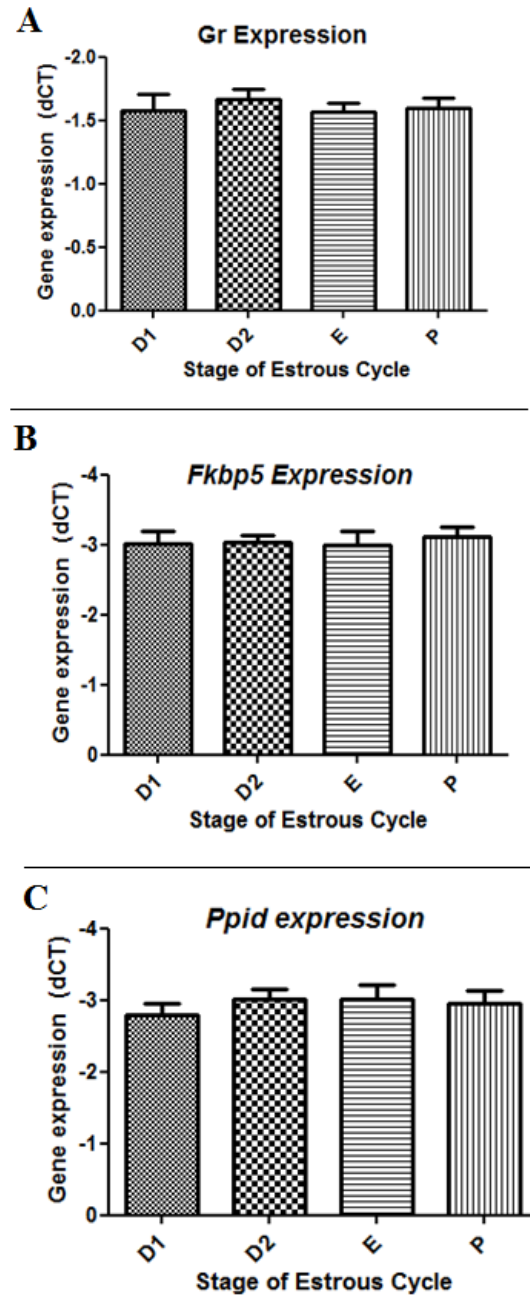 A
Gr Expression
Gene expression (dCT)
-2.0
-1.5
-1.0
-0.5
0.0
D1
D2
E
P
Stage of Estrous Cycle
B
Fkbp5 Expression
Gene expression (dCT)
-4
-3
-2
-1
0
D1
D2
E
P
Stage of Estrous Cycle
C
Ppid expression
Gene expression (dCT)
-4
-3
-2
-1
0
D1
D2
E
P
Stage of Estrous Cycle